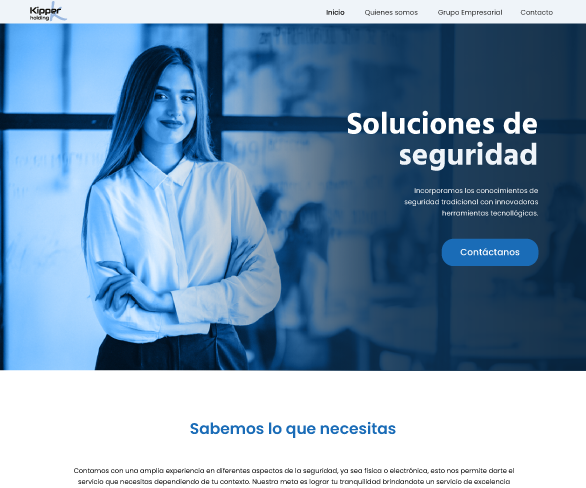 Kipper
holding
Inicio
Quienes somos
Grupo Empresarial
Contacto
Soluciones de
seguridad
Incorporamos los conocimientos de
seguridad tradicional con innovadoras
herramientas tecnollógicas.
Contáctanos
Sabemos lo que necesitas
Contamos con una amplia experiencia en diferentes aspectos de la seguridad, ya sea física o electrónica, esto nos permite darte el
servicio que necesitas dependiendo de tu contexto. Nuestra meta es lograr tu tranquilidad brindandote un servicio de excelencia